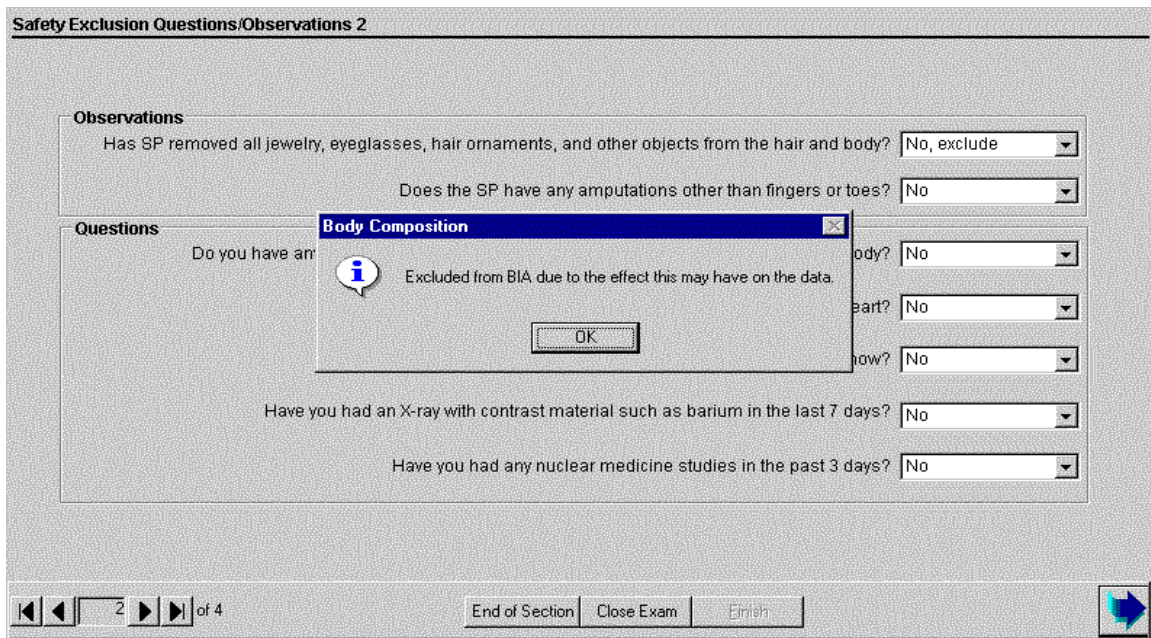 Safety Exclusion Questions/Observations 2
Observations
Has SP removed all jewelry, eyeglasses, hair ornaments, and other objects from the hair and body? No, exclude
Does the SP have any amputations other than fingers or toes? No
Questions
Body Composition
Do you have any ody? No
Excluded from BIA due to the effect this may have on the data.
eart? No
OK
now? No
Have you had an X-ray with contrast material such as barium in the last 7 days? No
Have you had any nuclear medicine studies in the past 3 days? No
2 of 4 End of Section Close Exam Finish